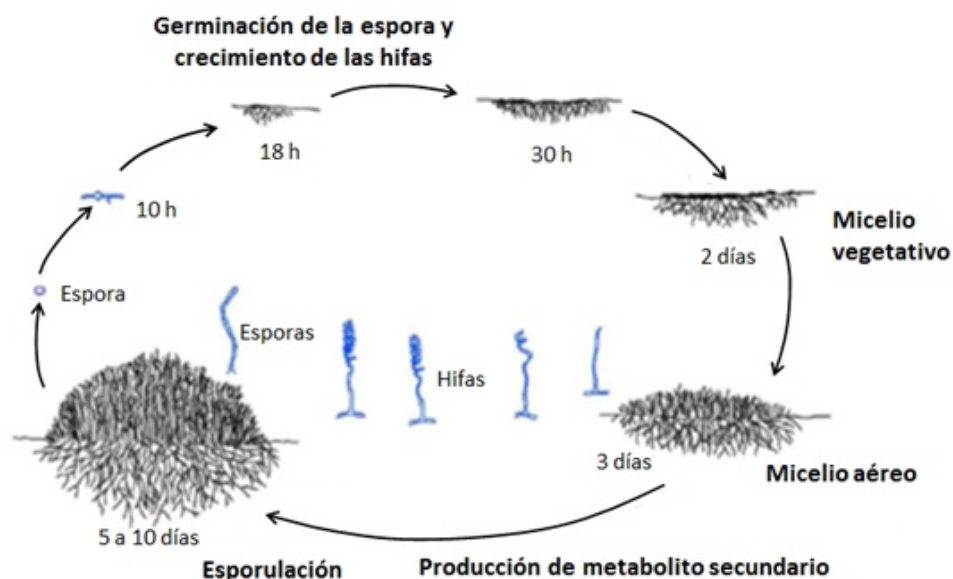 Germinación de la espora y
crecimiento de las hifas
18 h
30 h
10 h
Micelio
vegetativo
2 días
Espora
Esporas
Hifas
3 días
Micelio aéreo
5 a 10 días
Esporulación
Producción de metabolito secundario